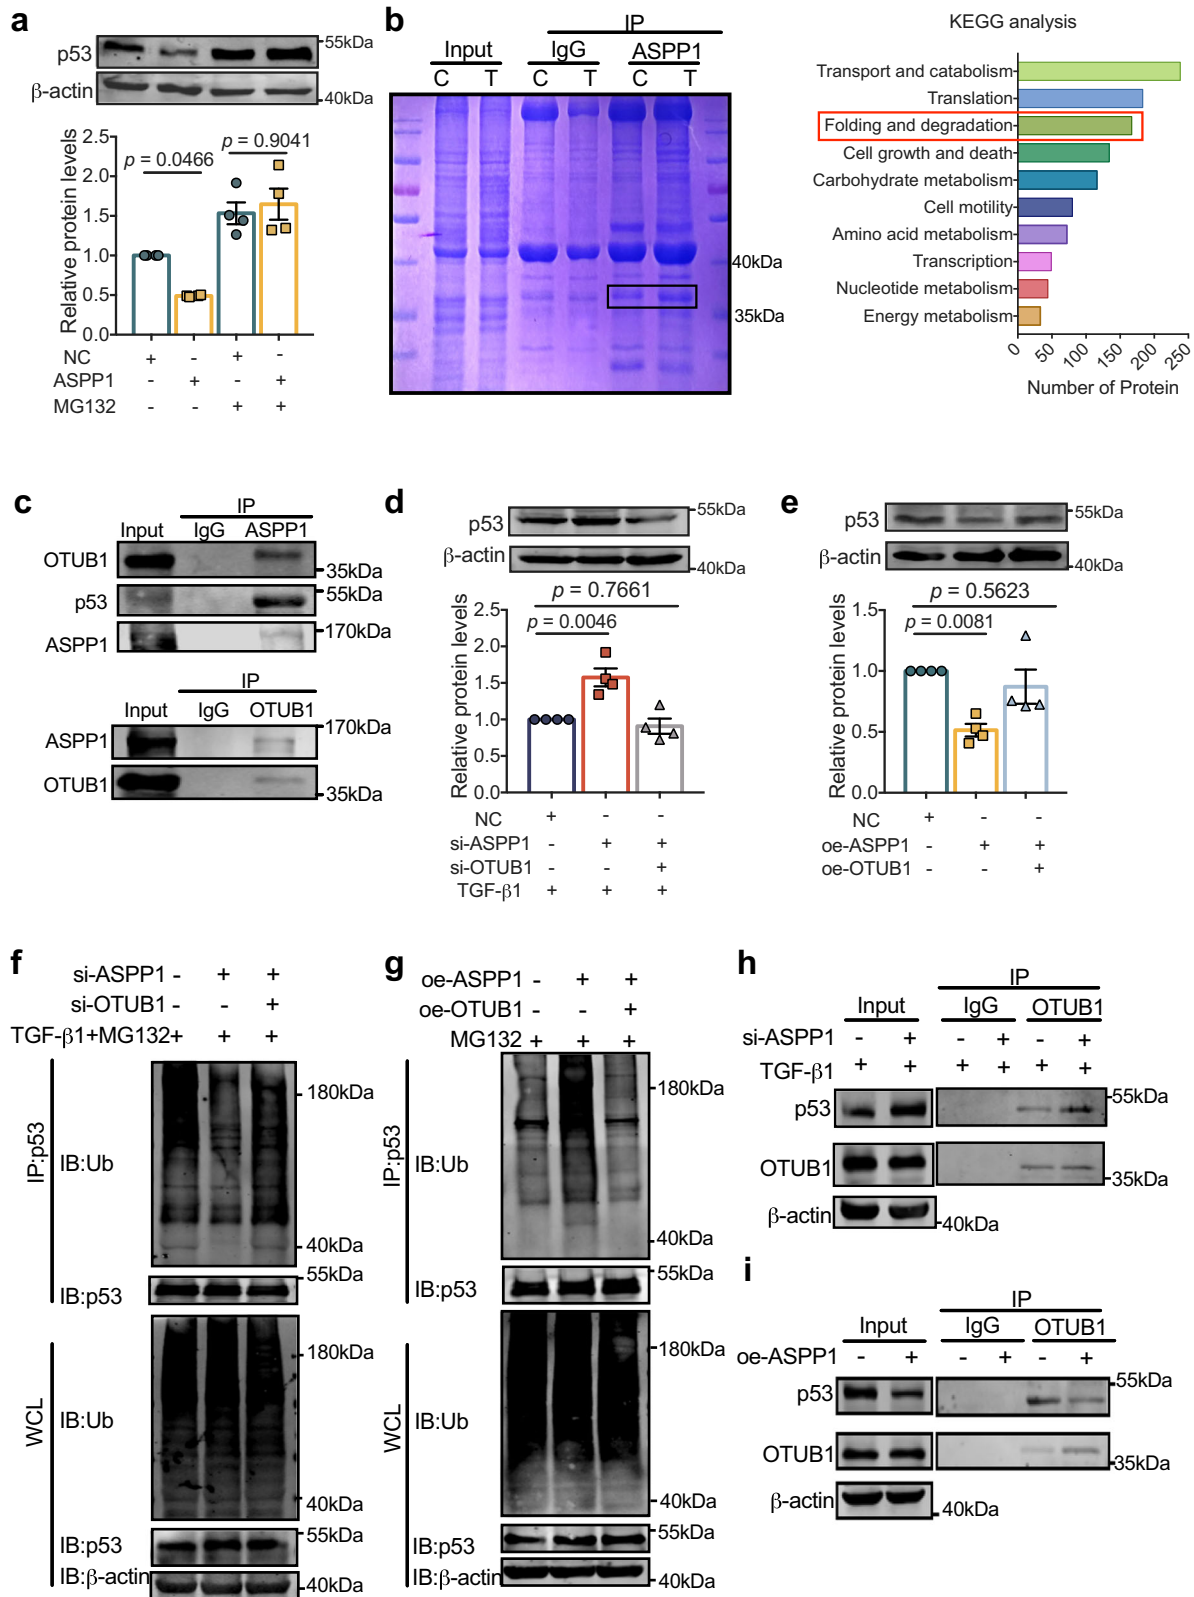 a
p53
55kDa
β-actin
40kDa
p = 0.0466
p = 0.9041
Relative protein levels
2.5
2.0
1.5
1.0
0.5
0.0
NC + - + -
ASPP1 - + - +
MG132 - - + +
b
IP
Input IgG ASPP1
C T C T C T
40kDa
35kDa
KEGG analysis
Transport and catabolism
Translation
Folding and degradation
Cell growth and death
Carbohydrate metabolism
Cell motility
Amino acid metabolism
Transcription
Nucleotide metabolism
Energy metabolism
0 50 100 150 200 250
Number of Protein
c
IP
Input IgG ASPP1
OTUB1
35kDa
p53
55kDa
ASPP1
170kDa
IP
Input IgG OTUB1
ASPP1
170kDa
OTUB1
35kDa
d
p53
55kDa
β-actin
40kDa
p = 0.7661
p = 0.0046
Relative protein levels
2.5
2.0
1.5
1.0
0.5
0.0
NC + - -
si-ASPP1 - + +
si-OTUB1 - - +
TGF-β1 + + +
e
p53
55kDa
β-actin
40kDa
p = 0.5623
p = 0.0081
Relative protein levels
1.5
1.0
0.5
0.0
NC + - -
oe-ASPP1 - + +
oe-OTUB1 - - +
f
si-ASPP1 - + +
si-OTUB1 - - +
TGF-β1+MG132 + + +
IP:p53
IB:Ub
180kDa
40kDa
IB:p53
55kDa
WCL
IB:Ub
180kDa
40kDa
IB:p53
55kDa
IB:β-actin
40kDa
g
oe-ASPP1 - + +
oe-OTUB1 - - +
MG132 + + +
IP:p53
IB:Ub
180kDa
40kDa
IB:p53
55kDa
WCL
IB:Ub
180kDa
40kDa
IB:p53
55kDa
IB:β-actin
40kDa
h
IP
Input IgG OTUB1
si-ASPP1 - + - + - +
TGF-β1 + + + + + +
p53
55kDa
OTUB1
35kDa
β-actin
40kDa
i
IP
Input IgG OTUB1
oe-ASPP1 - + - + - +
p53
55kDa
OTUB1
35kDa
β-actin
40kDa